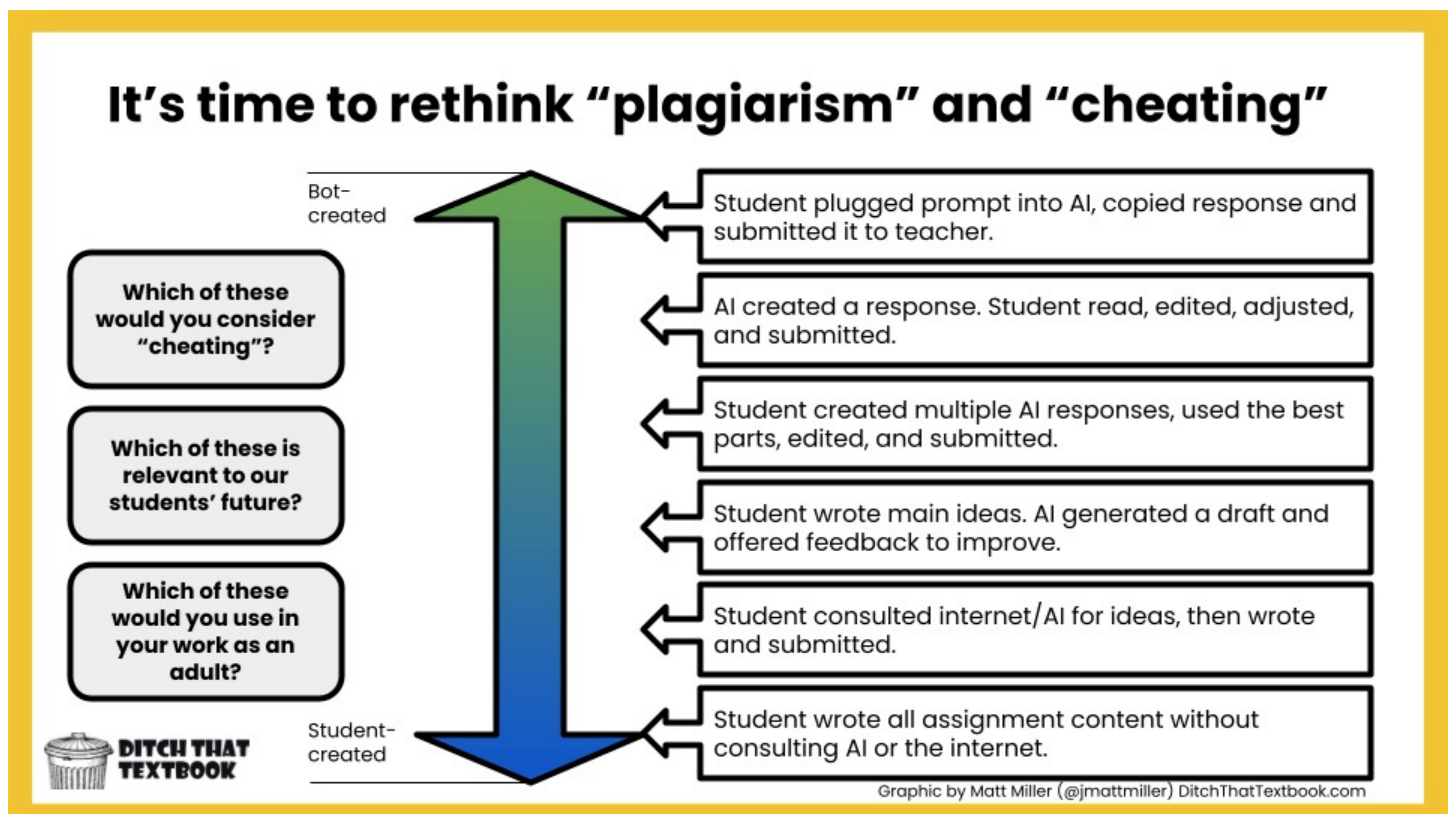 It's time to rethink “plagiarism” and “cheating”
Bot-
created
Which of these
would you consider
“cheating”?
Which of these is
relevant to our
students’ future?
Which of these
would you use in
your work as an
adult?
Student-
created
Student plugged prompt into AI, copied response and
submitted it to teacher.
AI created a response. Student read, edited, adjusted,
and submitted.
Student created multiple AI responses, used the best
parts, edited, and submitted.
Student wrote main ideas. AI generated a draft and
offered feedback to improve.
Student consulted internet/AI for ideas, then wrote
and submitted.
Student wrote all assignment content without
consulting AI or the internet.
DITCH THAT
TEXTBOOK
Graphic by Matt Miller (@jmattmiller) DitchThatTextbook.com